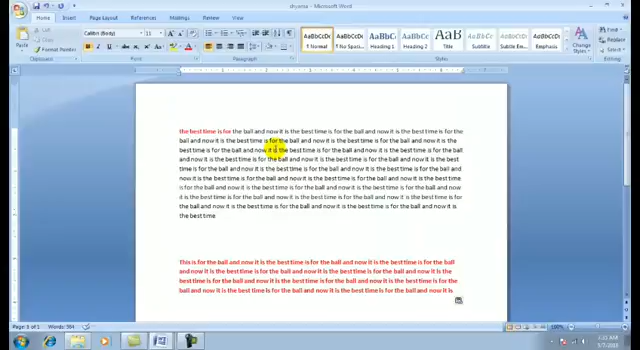 shyama - Microsoft Word
Home Insert Page Layout References Mailings Review View
Paste
Cut
Copy
Format Painter
Clipboard
Calibri (Body) 11
Font
Paragraph
AaBbCcDc AaBbCcDc AaBbC AaBbCc AaB
¶ Normal ¶ No Spaci... Heading 1 Heading 2 Title Subtitle Subtle Em... Emphasis
Change Styles
Styles
Find
Replace
Select
Editing
the best time is for the ball and now it is the best time is for the ball and now it is the best time is for the
ball and now it is the best time is for the ball and now it is the best time is for the ball and now it is the
best time is for the ball and now it is the best time is for the ball and now it is the best time is for the ball
and now it is the best time is for the ball and now it is the best time is for the ball and now it is the best
time is for the ball and now it is the best time is for the ball and now it is the best time is for the ball and
now it is the best time is for the ball and now it is the best time is for the ball and now it is the best time
is for the ball and now it is the best time is for the ball and now it is the best time is for the ball and now
it is the best time is for the ball and now it is the best time is for the ball and now it is the best time is for
the ball and now it is the best time is for the ball and now it is the best time is for the ball and now it is
the best time
This is for the ball and now it is the best time is for the ball and now it is the best time is for the ball
and now it is the best time is for the ball and now it is the best time is for the ball and now it is the
best time is for the ball and now it is the best time is for the ball and now it is the best time is for the
ball and now it is the best time is for the ball and now it is the best time is for the ball and now it is
Page: 1 of 1 Words: 384
100%